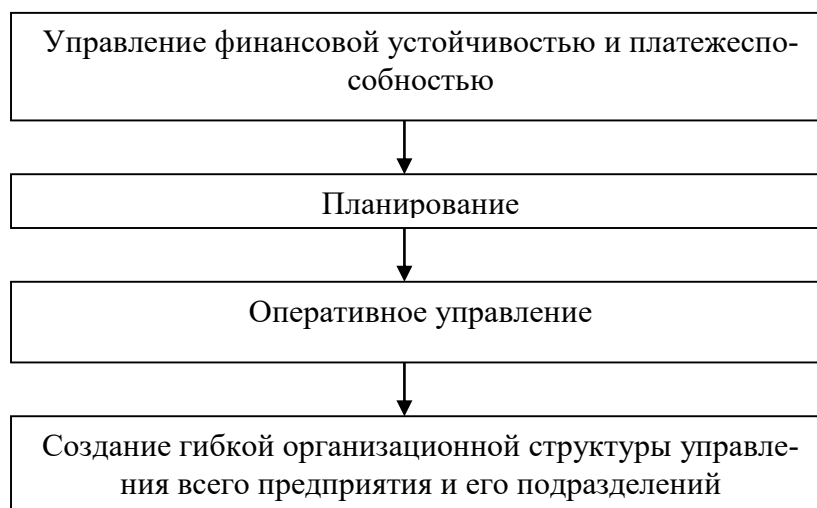 Управление финансовой устойчивостью и платежеспо-
собностью
Планирование
Оперативное управление
Создание гибкой организационной структуры управле-
ния всего предприятия и его подразделений